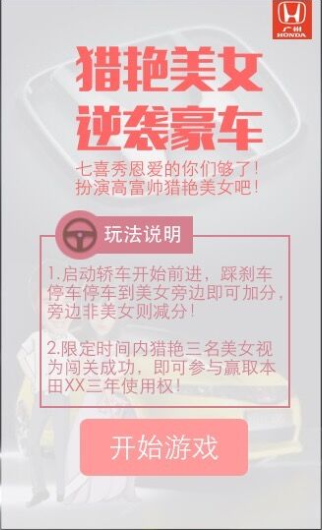 广州
HONDA
猎艳美女
逆袭豪车
七喜秀恩爱的你们够了!
扮演高富帅猎艳美女吧!
玩法说明
1.启动轿车开始前进，踩刹车
停车停车到美女旁边即可加分，
旁边非美女则减分!
2.限定时间内猎艳三名美女视
为闯关成功，即可参与赢取本
田XX三年使用权!
开始游戏